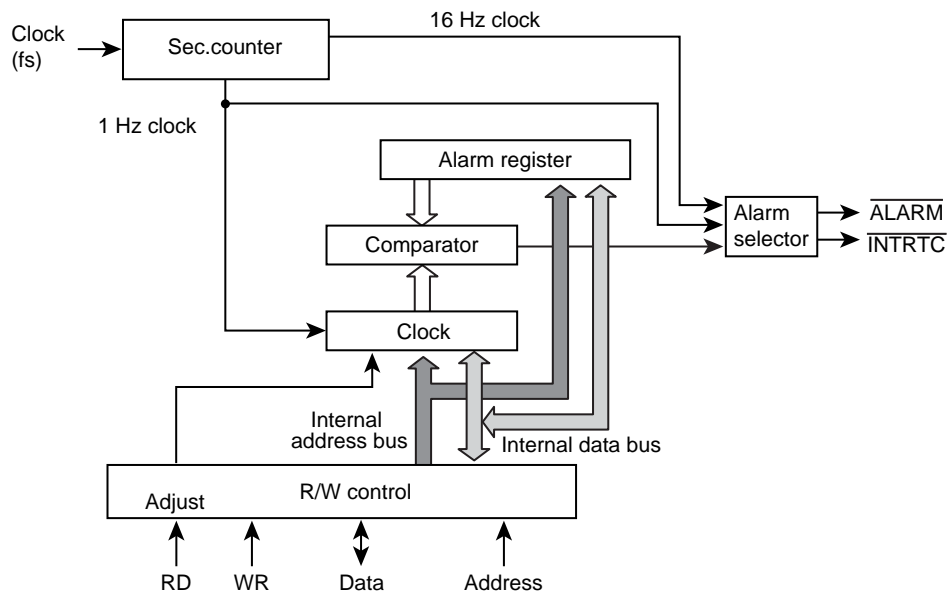 16 Hz clock
Clock
(fs)
Sec.counter
1 Hz clock
Alarm register
Alarm
selector
ALARM
INTRTC
Comparator
Clock
Internal
address bus
Internal data bus
R/W control
Adjust
RD
WR
Data
Address